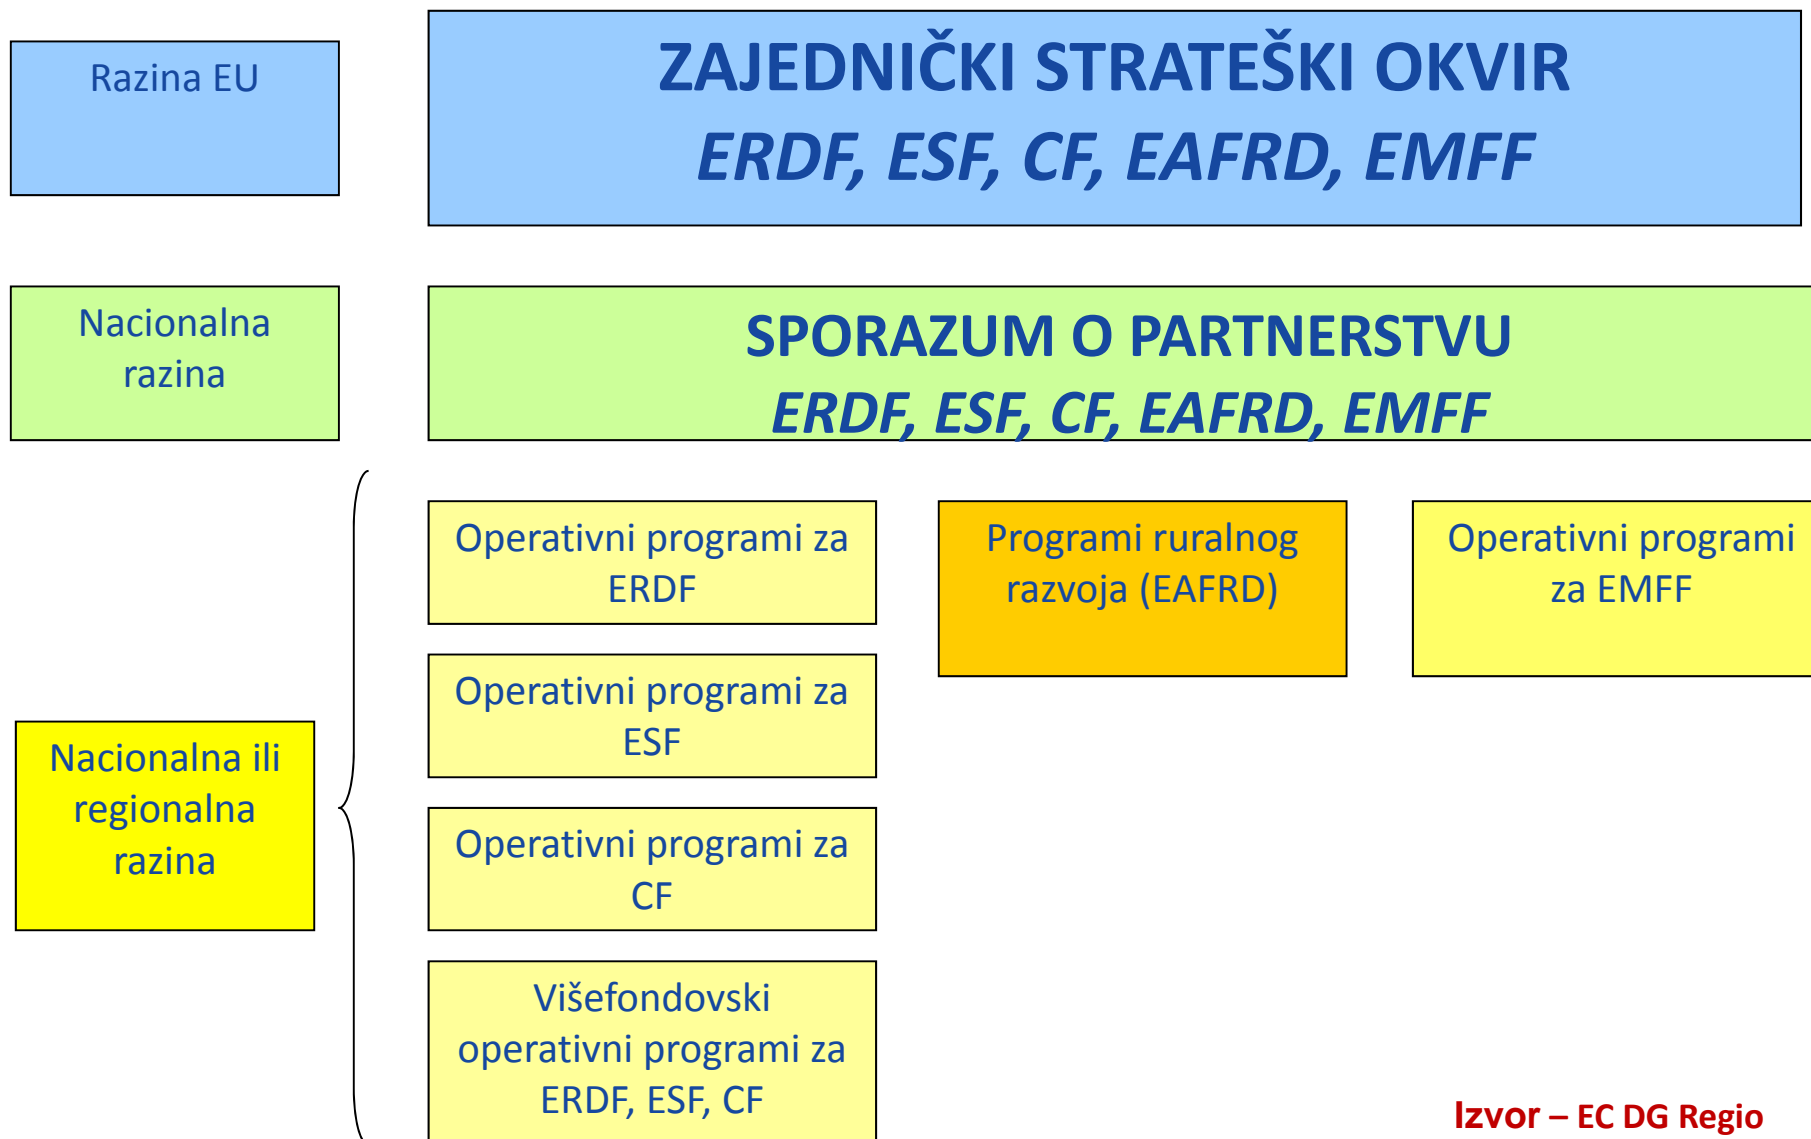 Razina EU
ZAJEDNIČKI STRATEŠKI OKVIR
ERDF, ESF, CF, EAFRD, EMFF
Nacionalna
razina
SPORAZUM O PARTNERSTVU
ERDF, ESF, CF, EAFRD, EMFF
Operativni programi za
ERDF
Programi ruralnog
razvoja (EAFRD)
Operativni programi
za EMFF
Operativni programi za
ESF
Nacionalna ili
regionalna
razina
Operativni programi za
CF
Višefondovski
operativni programi za
ERDF, ESF, CF
Izvor – EC DG Regio